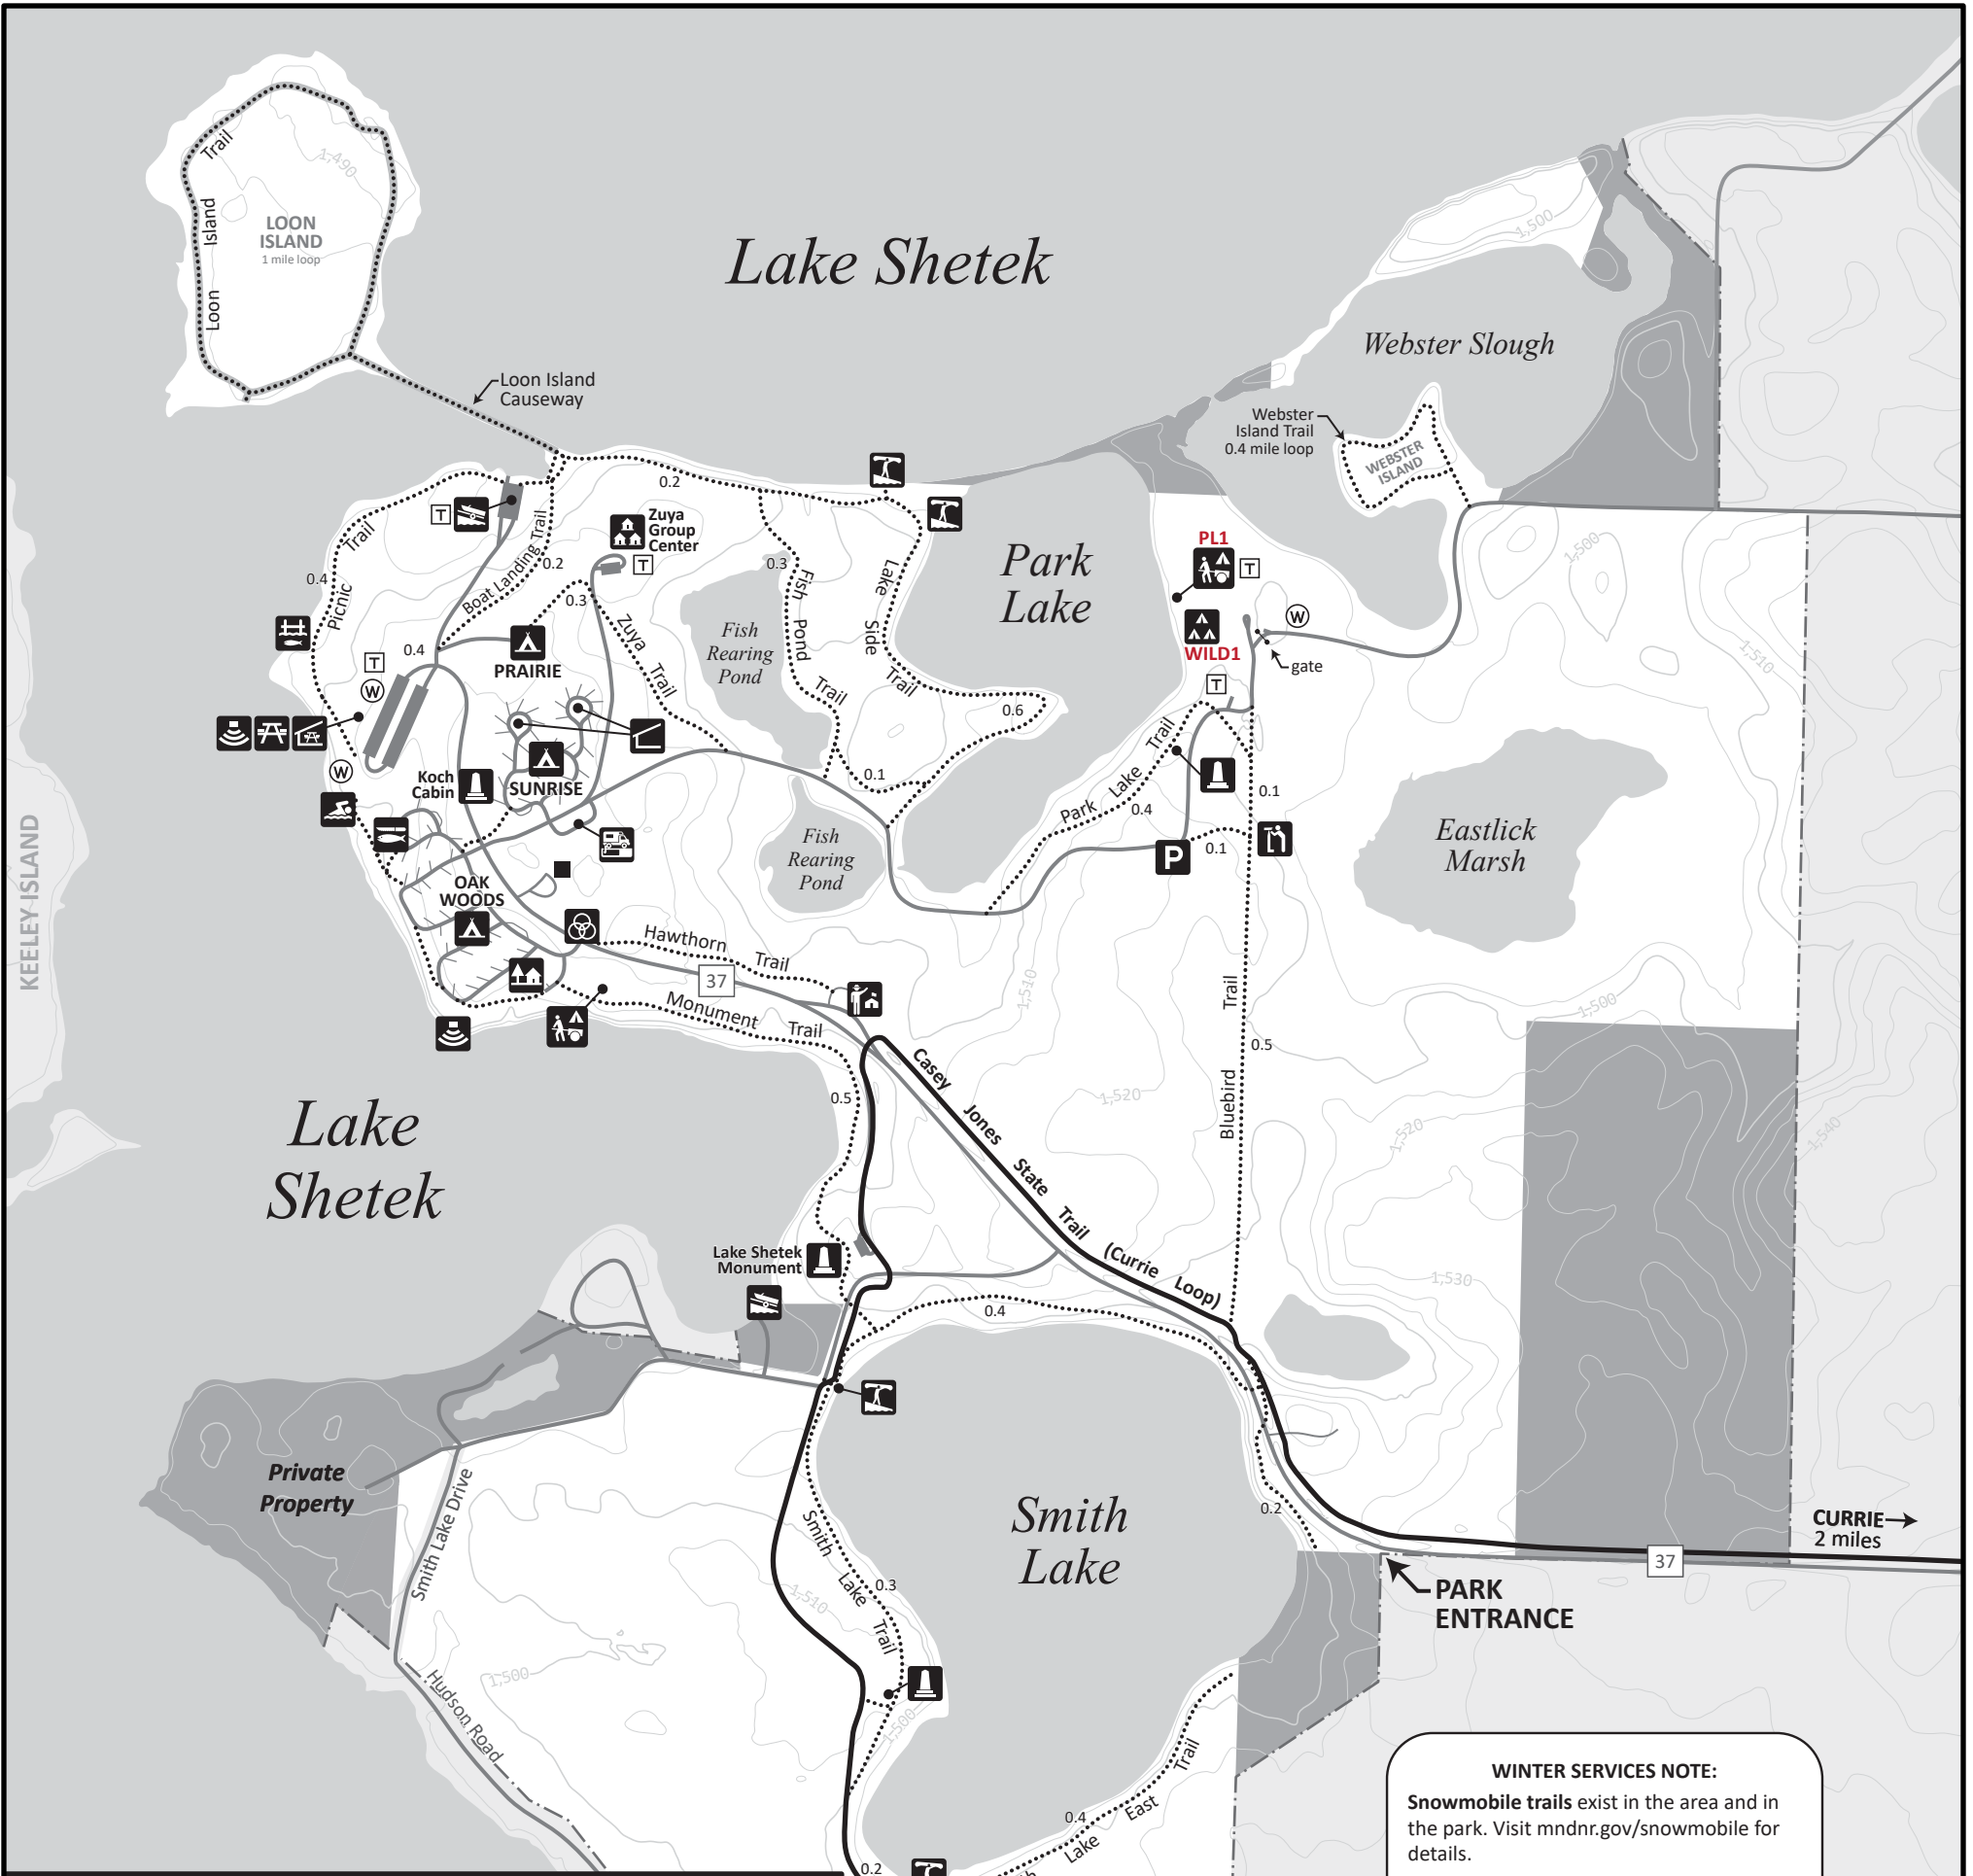 Trail
Island
Loon
1,490
LOON
ISLAND
1 mile loop
Lake Shetek
Loon Island
Causeway
1,500
Webster Slough
Webster
Island Trail
0.4 mile loop
WEBSTER
ISLAND
0.2
T
Trail
0.4
Picnic
Boat Landing Trail
0.2
Zuya
Group
Center
T
0.3
Zuya
Trail
0.3
Fish
Pond
Trail
Fish
Rearing
Pond
Lake
Side
Trail
0.6
0.1
Park
Lake
PL1
T
WILD1
W
gate
T
1,500
1,510
T
W
0.4
PRAIRIE
W
Koch
Cabin
SUNRISE
Fish
Rearing
Pond
Park Lake Trail
0.4
0.1
P
0.1
Eastlick
Marsh
KEELEY ISLAND
OAK
WOODS
Hawthorn Trail
37
Monument Trail
1,510
Bluebird Trail
0.5
1,500
0.5
Casey Jones State Trail (Currie Loop)
1,520
1,520
1,540
Lake
Shetek
Lake Shetek
Monument
0.4
1,530
Private
Property
Smith Lake Drive
Smith Lake Trail
0.3
1,510
Smith
Lake
0.2
CURRIE
2 miles
37
PARK
ENTRANCE
1,500
Hudson Road
1,500
0.4
Lake East Trail
0.2
WINTER SERVICES NOTE:
Snowmobile trails exist in the area and in
the park. Visit mndnr.gov/snowmobile for
details.